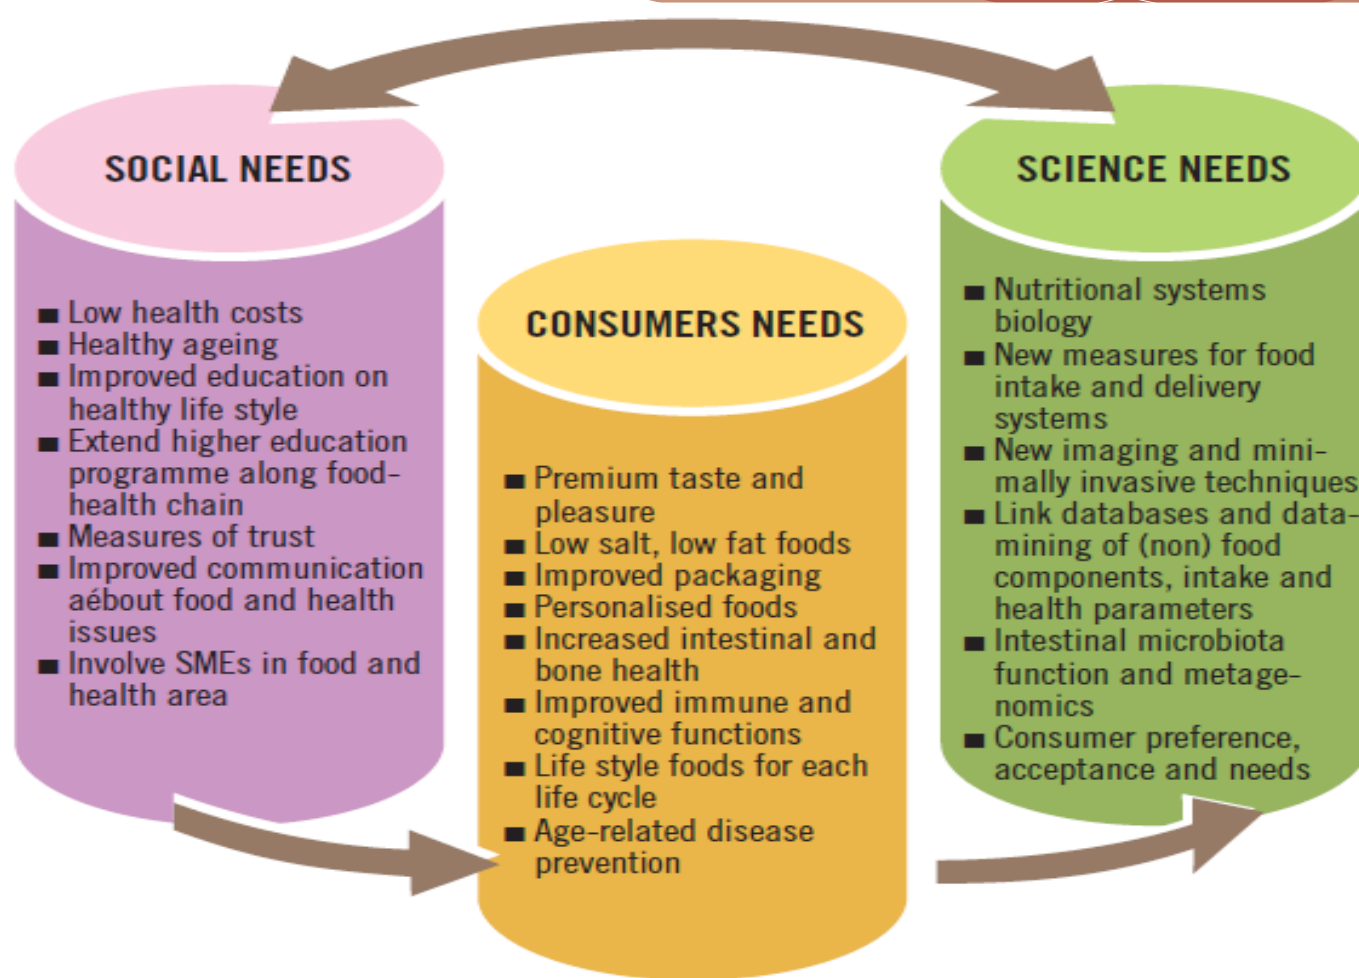 SOCIAL NEEDS
■ Low health costs
■ Healthy ageing
■ Improved education on
healthy life style
■ Extend higher education
programme along food-
health chain
■ Measures of trust
■ Improved communication
aébout food and health
issues
■ Involve SMEs in food and
health area
CONSUMERS NEEDS
■ Premium taste and
pleasure
■ Low salt, low fat foods
■ Improved packaging
■ Personalised foods
■ Increased intestinal and
bone health
■ Improved immune and
cognitive functions
■ Life style foods for each
life cycle
■ Age-related disease
prevention
SCIENCE NEEDS
■ Nutritional systems
biology
■ New measures for food
intake and delivery
systems
■ New imaging and mini-
mally invasive techniques
■ Link databases and data-
mining of (non) food
components, intake and
health parameters
■ Intestinal microbiota
function and metage-
nomics
■ Consumer preference,
acceptance and needs